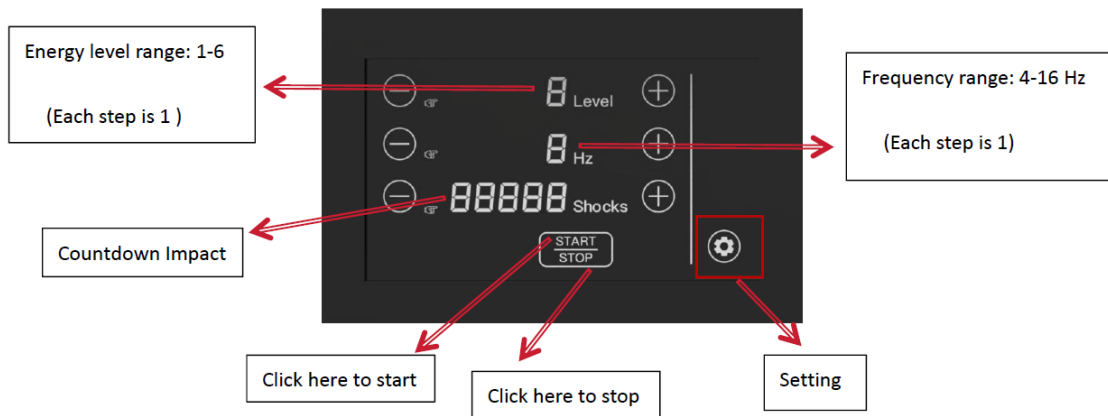 Energy level range: 1-6
(Each step is 1 )
Frequency range: 4-16 Hz
(Each step is 1)
8 Level
8 Hz
88888 Shocks
START
STOP
Countdown Impact
Click here to start
Click here to stop
Setting